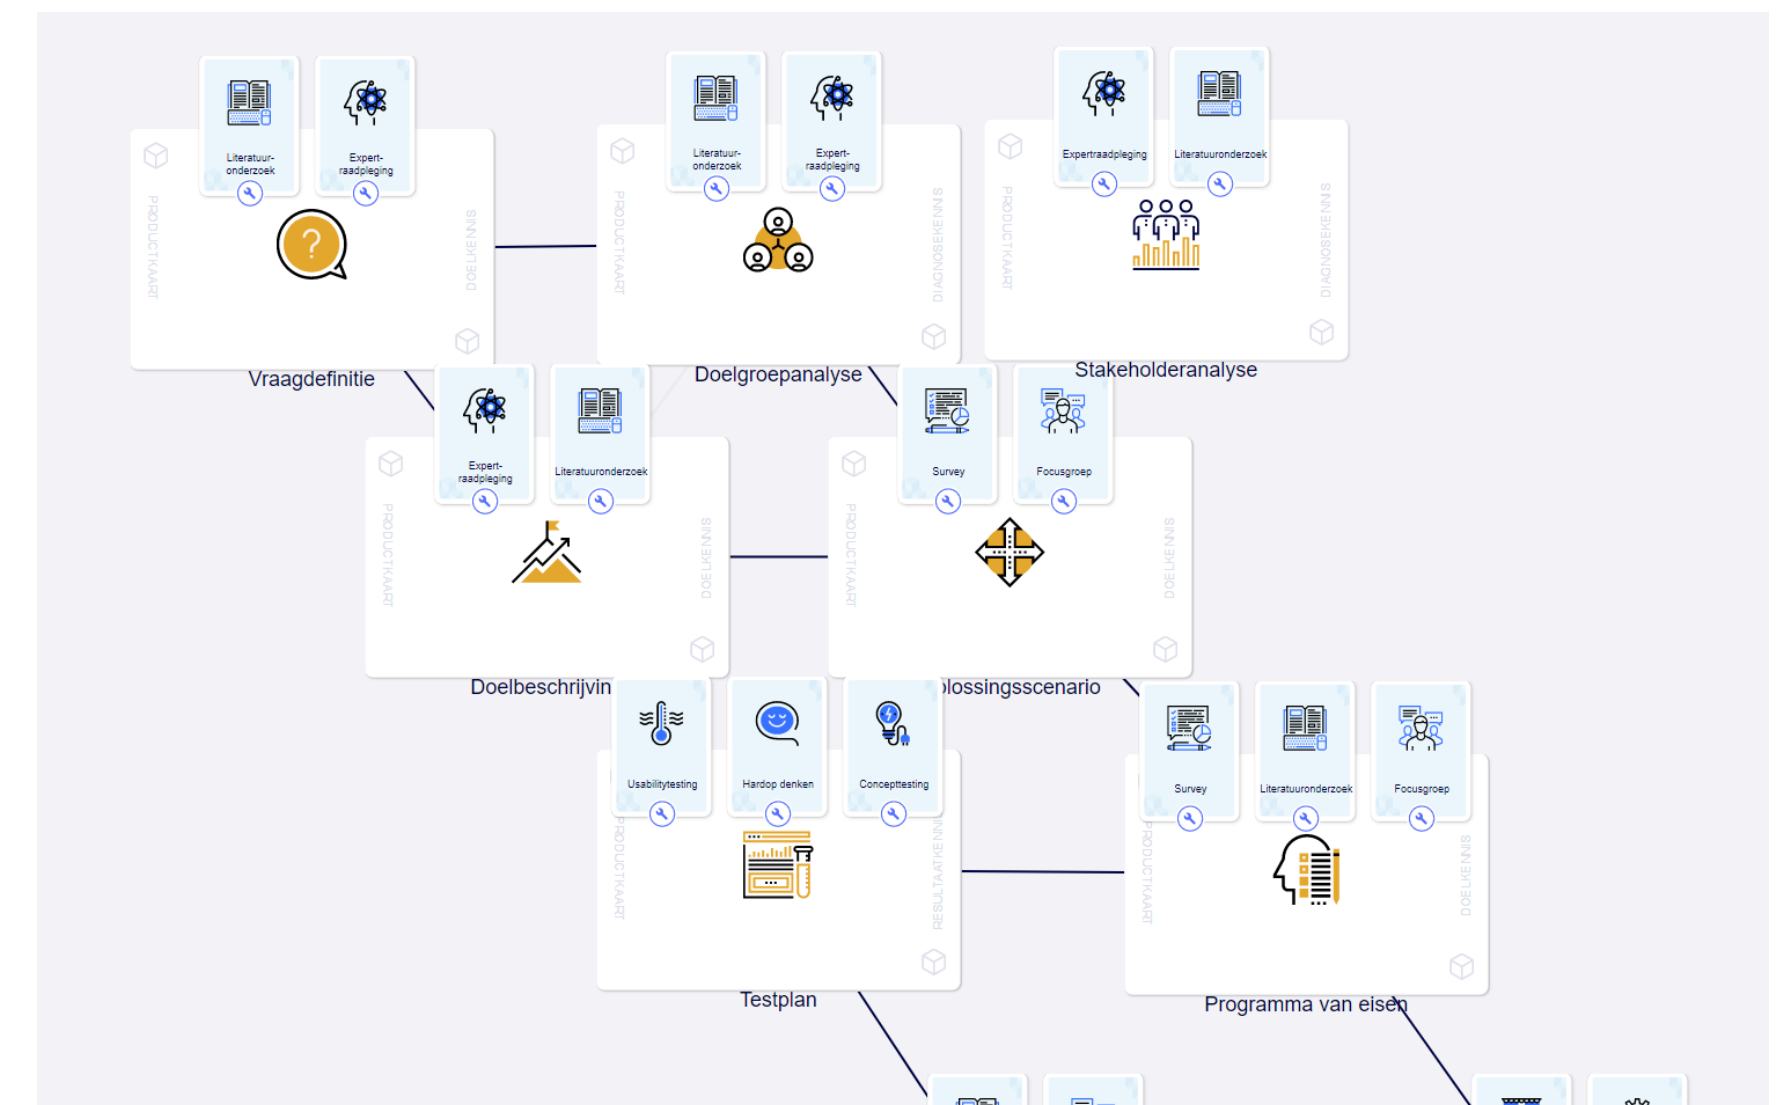 Literatuur-
onderzoek
Expert-
raadpleging
PRODUCTKAART
DOELKENNIS
Vraagdefinitie
Literatuur-
onderzoek
Expert-
raadpleging
PRODUCTKAART
DIAGNOSEKENNIS
Doelgroepanalyse
Expertraadpleging
Literatuuronderzoek
PRODUCTKAART
DIAGNOSEKENNIS
Stakeholderanalyse
Expert-
raadpleging
Literatuuronderzoek
PRODUCTKAART
DOELKENNIS
Doelbeschrijvin
Survey
Focusgroep
PRODUCTKAART
DOELKENNIS
plossingsscenario
Usabilitytesting
Hardop denken
Concepttesting
PRODUCTKAART
RESULTAATKENNI
Testplan
Survey
Literatuuronderzoek
Focusgroep
PRODUCTKAART
DOELKENNIS
Programma van eisen